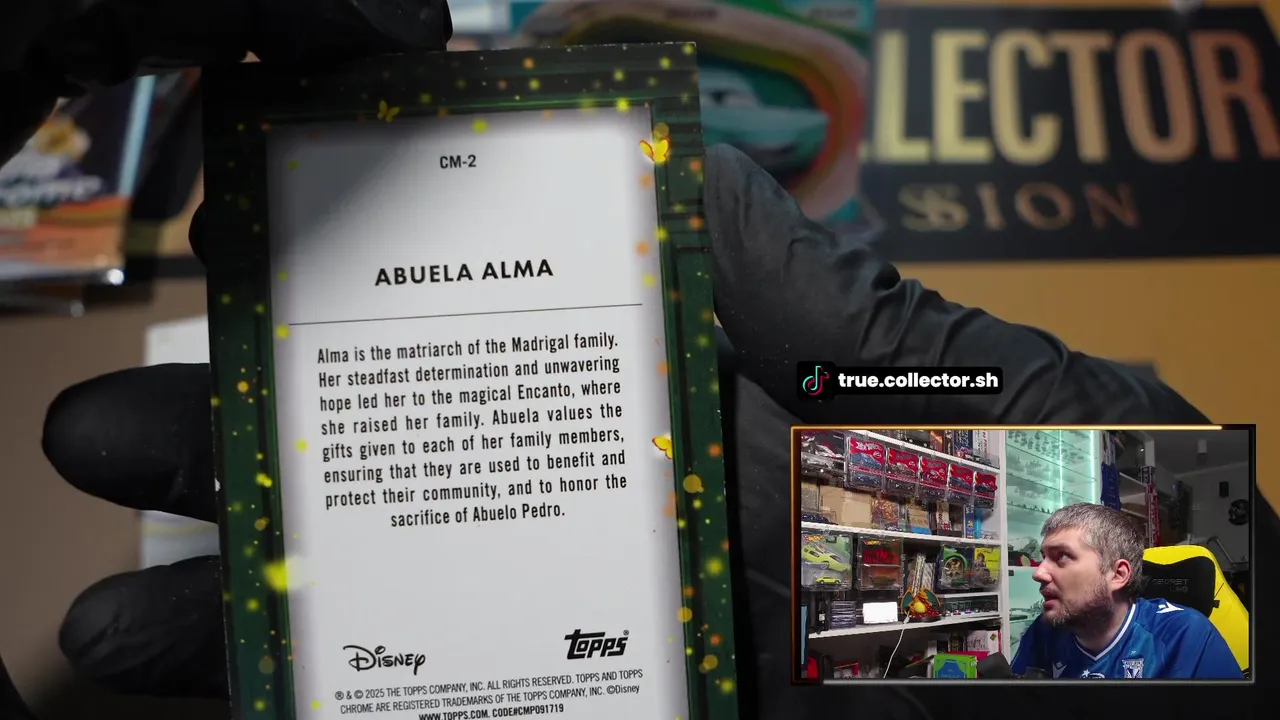 LLECTOR
SSION
CM-2
ABUELA ALMA
Alma is the matriarch of the Madrigal family.
Her steadfast determination and unwavering
hope led her to the magical Encanto, where
she raised her family. Abuela values the
gifts given to each of her family members,
ensuring that they are used to benefit and
protect their community, and to honor the
sacrifice of Abuelo Pedro.
Disney
topps®
® & © 2025 THE TOPPS COMPANY, INC. ALL RIGHTS RESERVED. TOPPS AND TOPPS
CHROME ARE REGISTERED TRADEMARKS OF THE TOPPS COMPANY, INC. ©Disney
WWW.TOPPS.COM. CODE#CMP091719
true.collector.sh